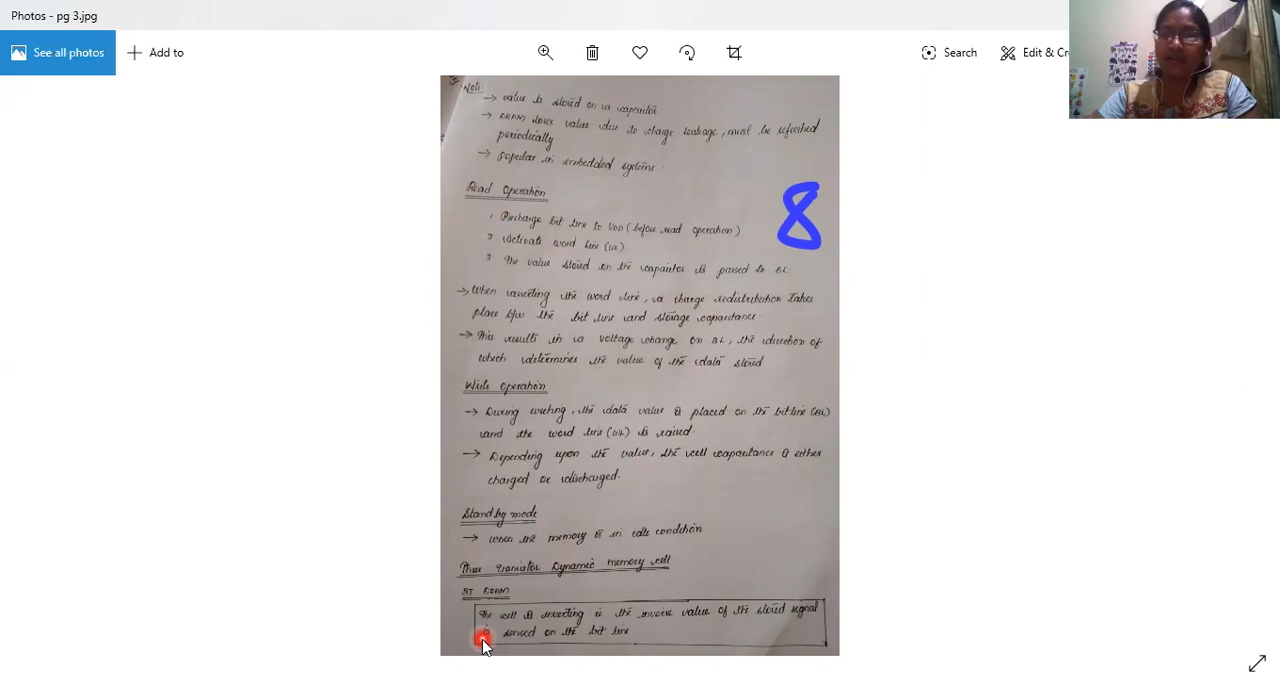 Photos - pg 3.jpg
See all photos
Add to
Search
Edit & Cr
Note
→ value is stored on a capacitor
→ DRAM loses value due to charge leakage, must be refreshed
periodically
→ popular in embedded systems.
Read Operation
8
1 Precharge bit line to VDD (before read operation)
2 Activate word line (WL)
3 The value stored on the capacitor is passed to BL
→ When asserting the word line, a charge redistribution takes
place b/w the bit line and storage capacitance.
→ This results in a voltage change on BL, the direction of
which determines the value of the data stored
Write Operation
→ During writing, the data value is placed on the bit line (BL)
and the word line (WL) is raised.
→ Depending upon the value, the cell capacitance is either
charged or discharged.
Stand by mode
→ when the memory is in idle condition
Three transistor Dynamic memory cell
3T DRAM
The cell is inverting ie the inverse value of the stored signal
is sensed on the bit line